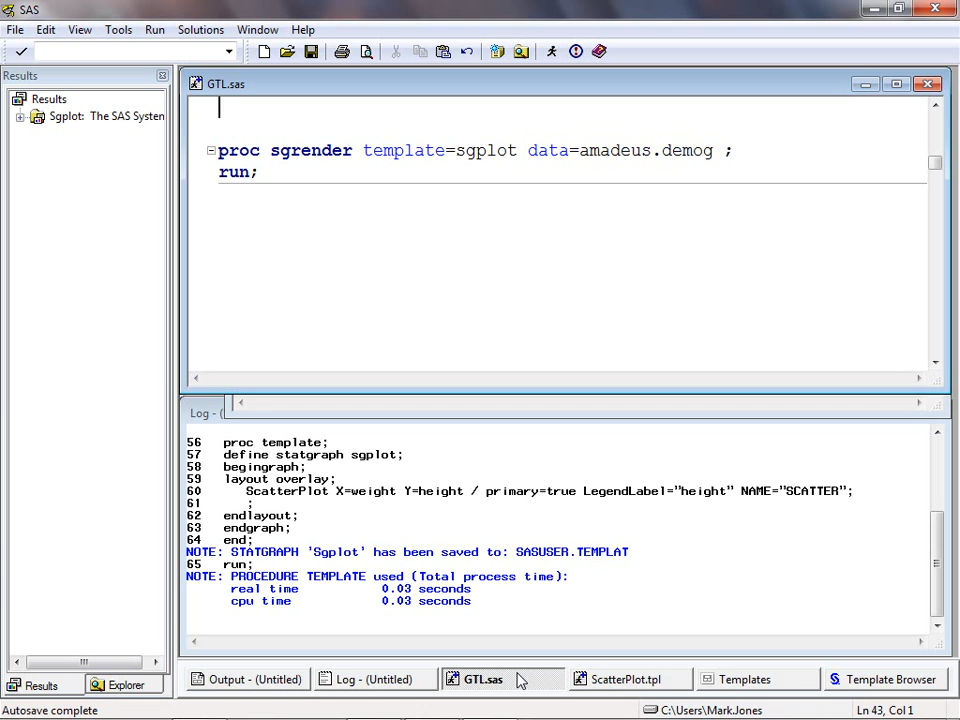 SAS
File Edit View Tools Run Solutions Window Help
Results
Results
Sgplot: The SAS System
GTL.sas
proc sgrender template=sgplot data=amadeus.demog ;
run;
Log - (
56 proc template;
57 define statgraph sgplot;
58 begingraph;
59 layout overlay;
60 ScatterPlot X=weight Y=height / primary=true LegendLabel="height" NAME="SCATTER";
61 ;
62 endlayout;
63 endgraph;
64 end;
NOTE: STATGRAPH 'Sgplot' has been saved to: SASUSER.TEMPLAT
65 run;
NOTE: PROCEDURE TEMPLATE used (Total process time):
real time 0.03 seconds
cpu time 0.03 seconds
Results Explorer
Output - (Untitled) Log - (Untitled) GTL.sas ScatterPlot.tpl Templates Template Browser
Autosave complete C:\Users\Mark.Jones Ln 43, Col 1